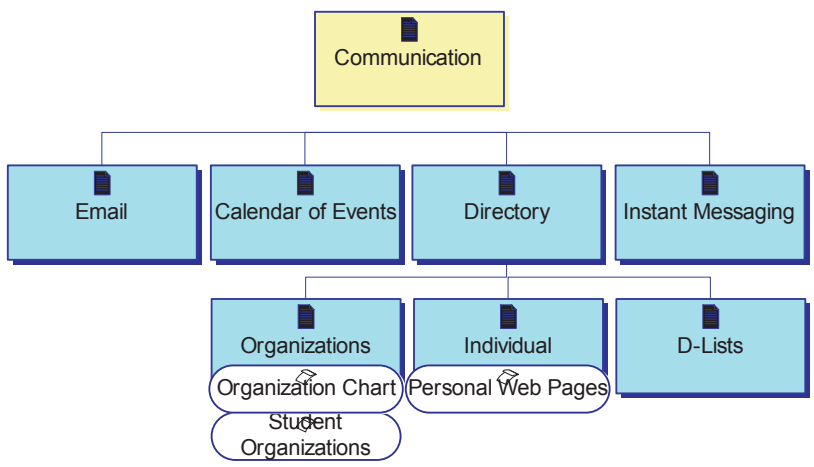 Communication
Email
Calendar of Events
Directory
Instant Messaging
Organizations
Individual
D-Lists
Organization Chart
Personal Web Pages
Student
Organizations